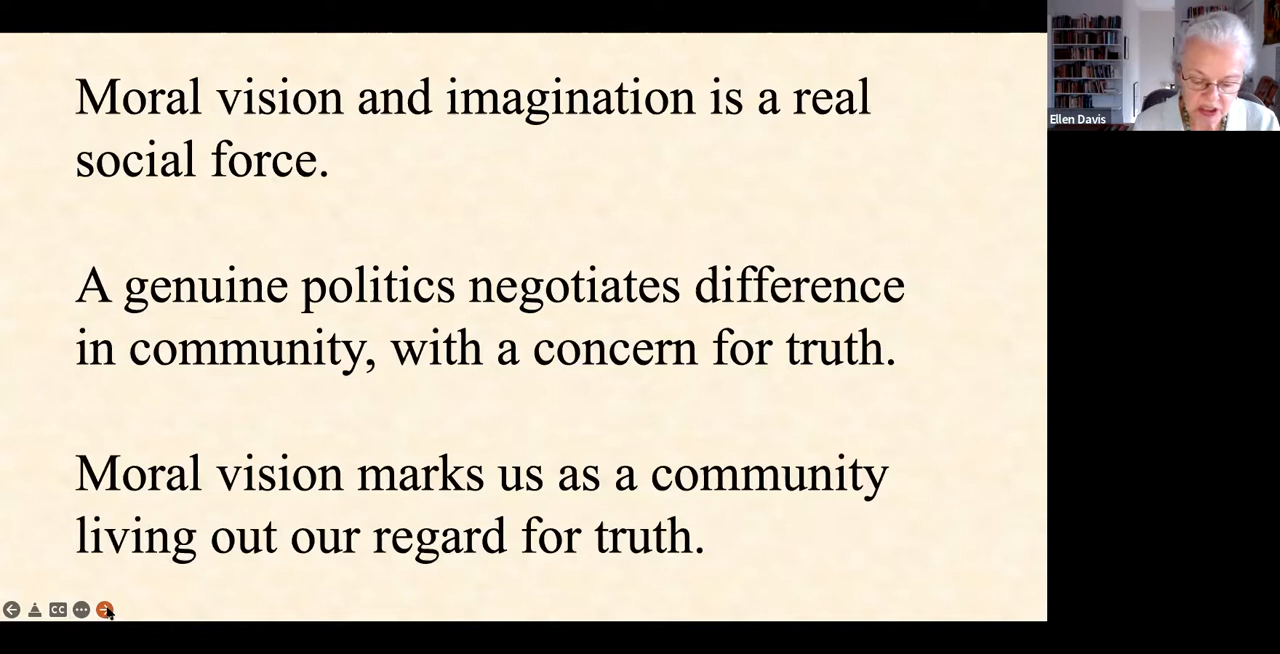 Moral vision and imagination is a real
social force.
A genuine politics negotiates difference
in community, with a concern for truth.
Moral vision marks us as a community
living out our regard for truth.
Ellen Davis
CC